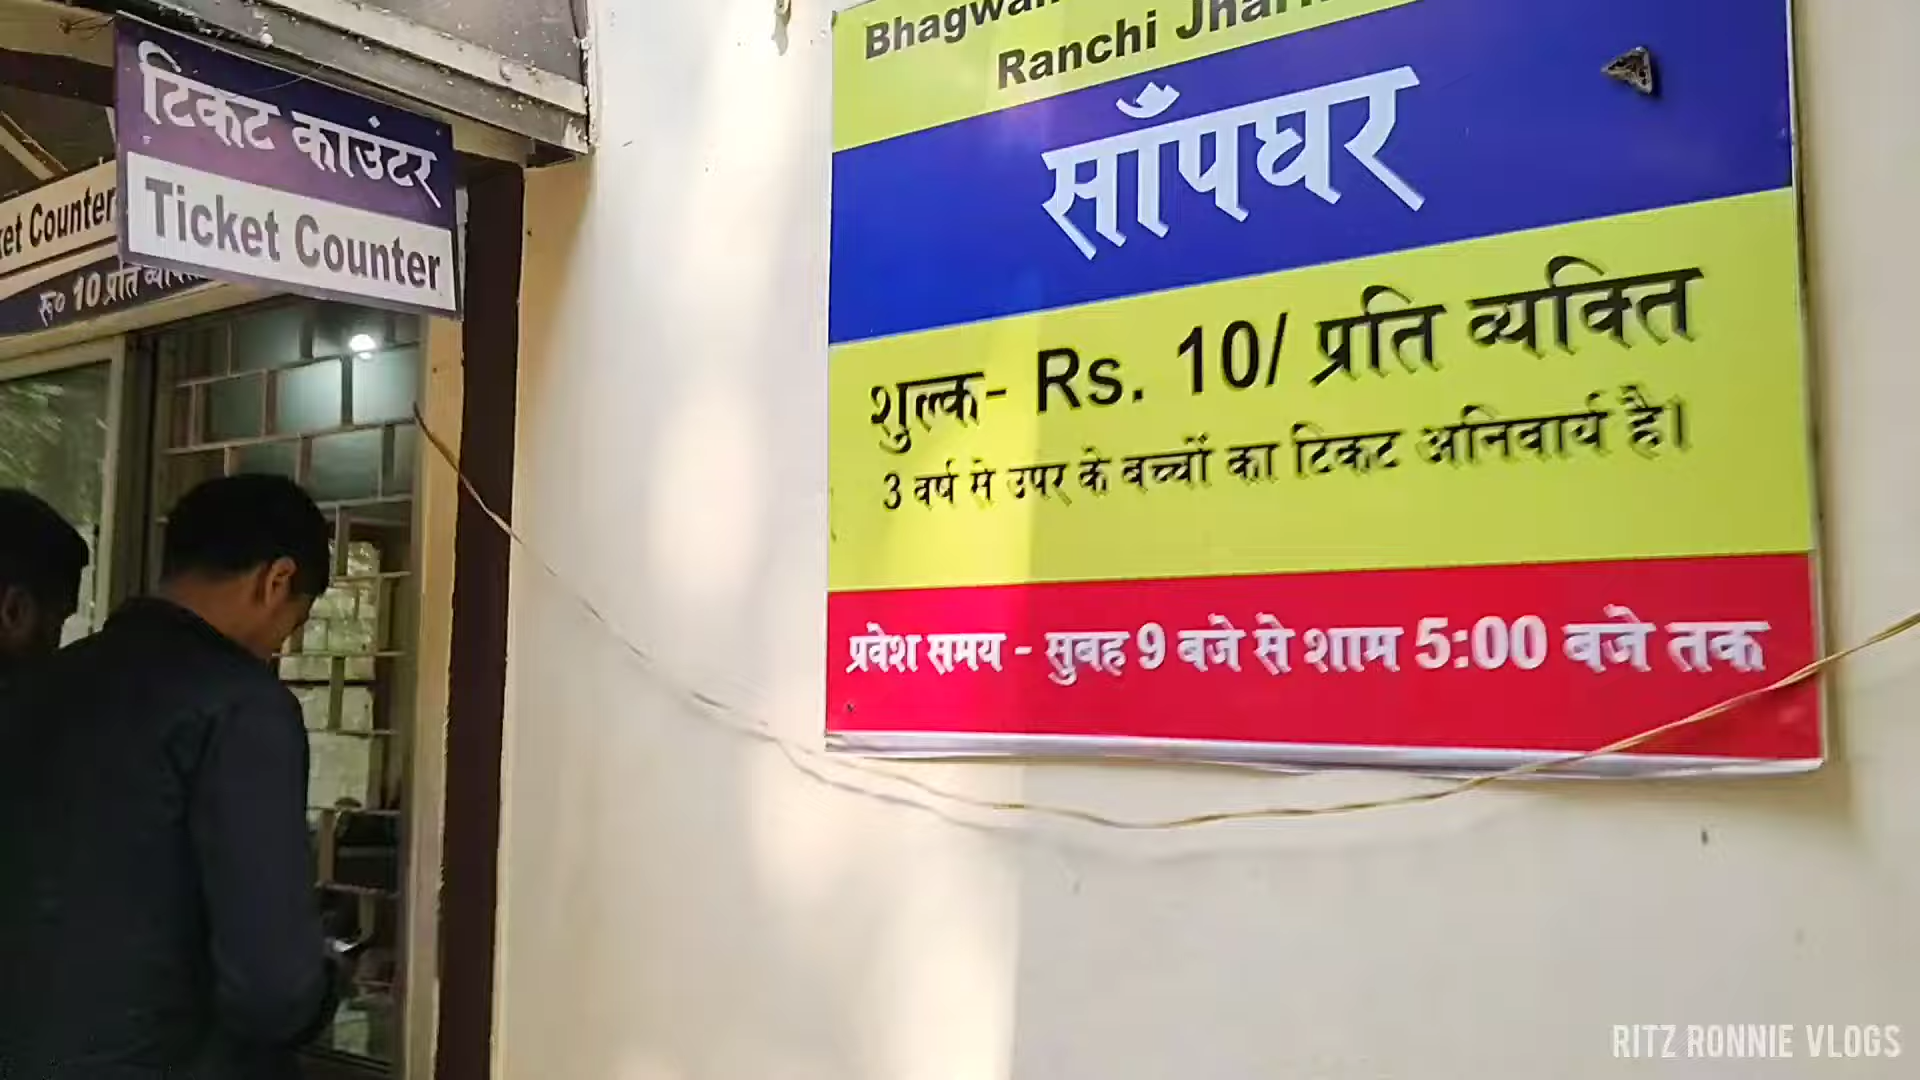 टिकट काउंटर
Ticket Counter
Counter
रू० 10 प्रति
Ranchi
साँपघर
शुल्क- Rs. 10/ प्रति व्यक्ति
3 वर्ष से उपर के बच्चों का टिकट अनिवार्य है।
प्रवेश समय - सुबह 9 बजे से शाम 5:00 बजे तक
RITZ RONNIE VLOGS